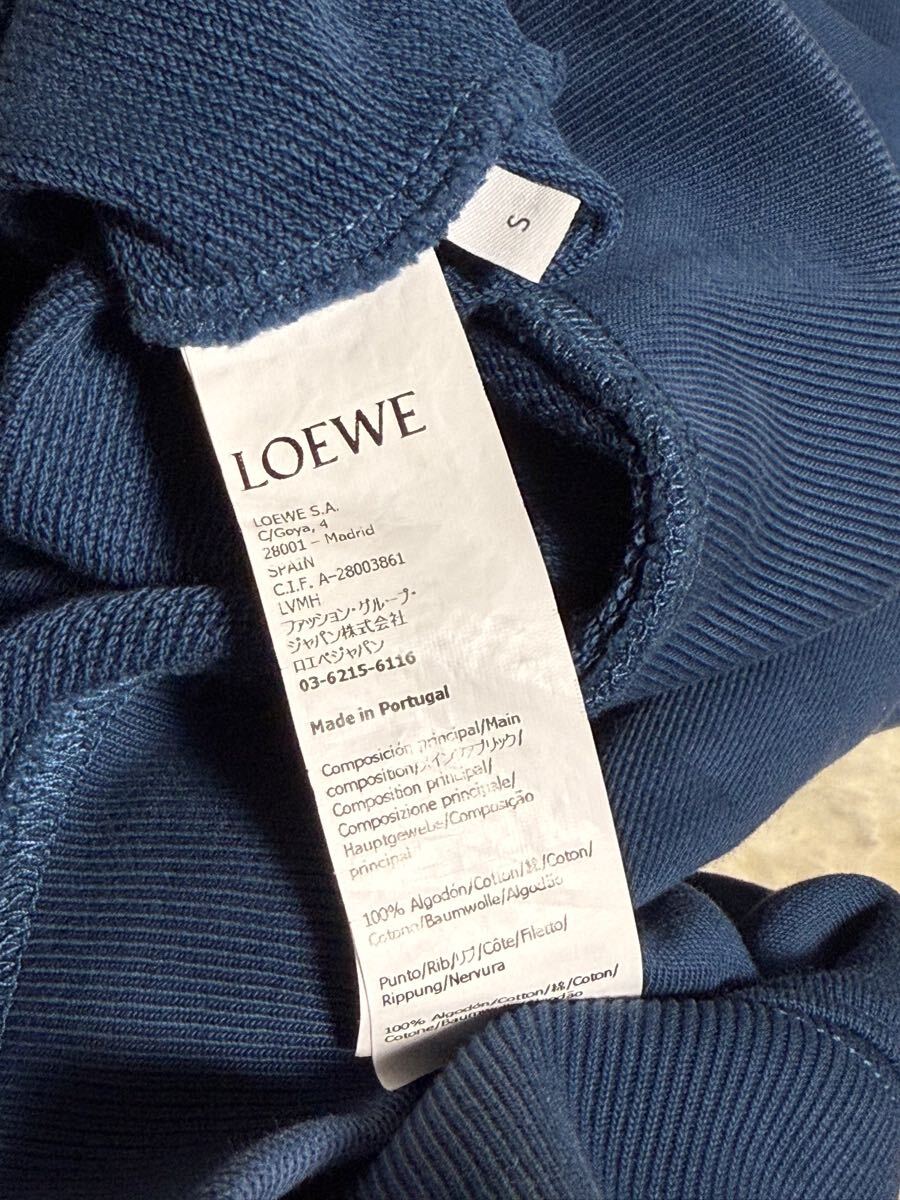 S
LOEWE
LOEWE S.A.
C/Goya, 4
28001 - Madrid
SPAIN
C.I.F. A-28003861
LVMH
ファッション・グループ・
ジャパン株式会社
ロエベジャパン
03-6215-6116
Made in Portugal
Composición principal/Main
composition/メインファブリック/
Composition principal/
Composizione principale/
Hauptgewebe/Composição
principal
100% Algodón/Cotton/綿/Coton/
Cotone/Baumwolle/Algodão
Punto/Rib/リブ/Côte/Filetto/
Rippung/Nervura
100% Algodón/Cotton/綿/Coton/
Cotone/Baumwolle/Algodão